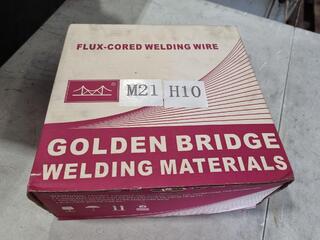 FLUX-CORED WELDING WIRE
M21 H10
GOLDEN BRIDGE
WELDING MATERIALS